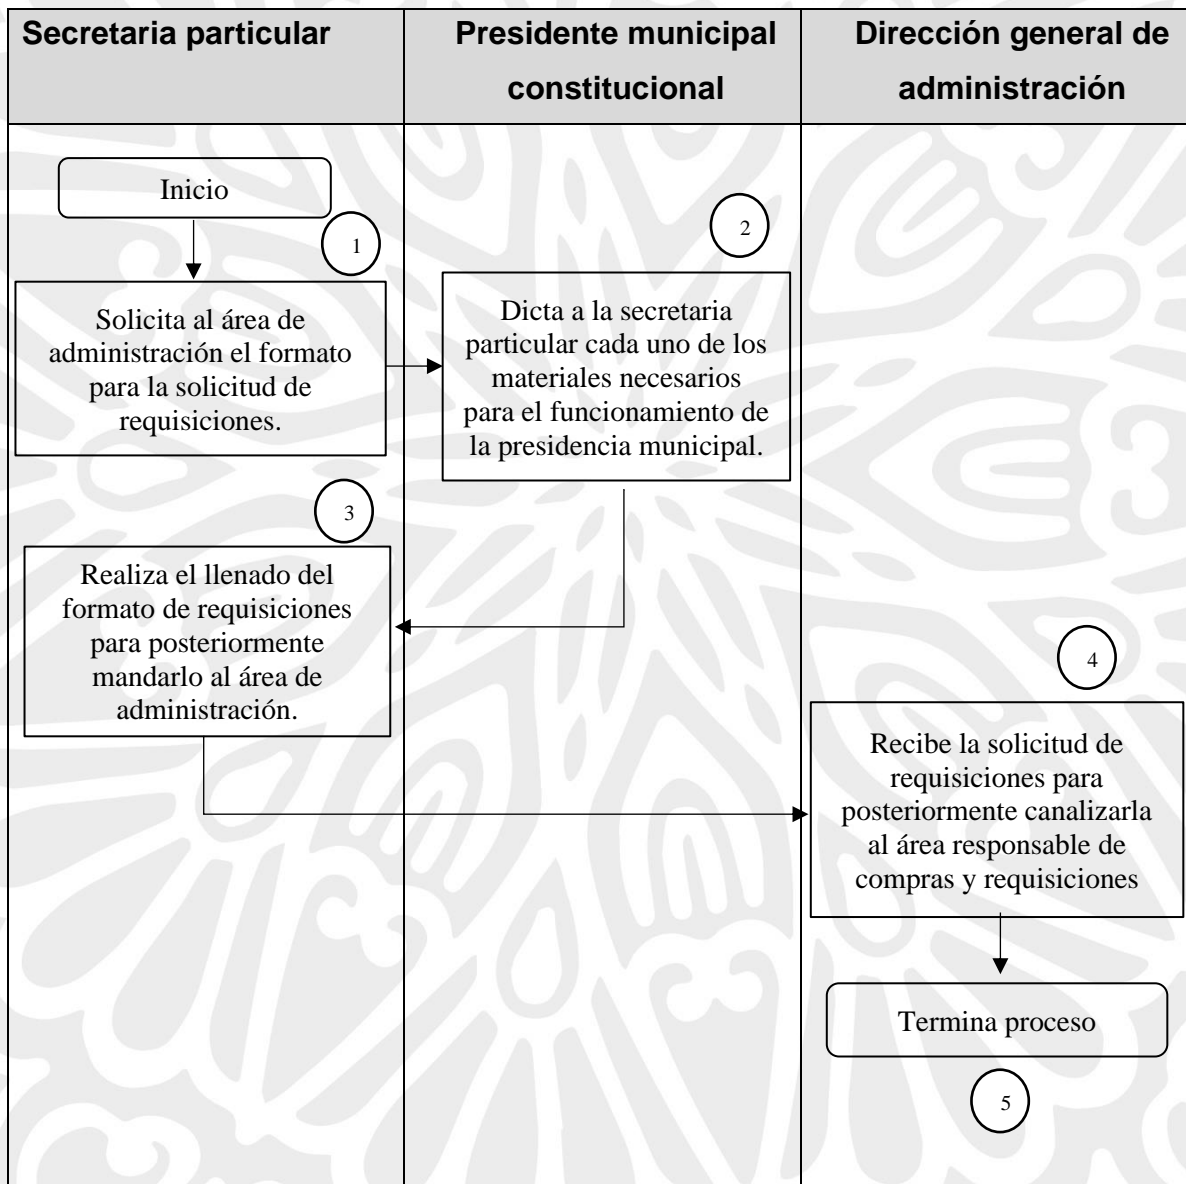 Secretaria particular
Presidente municipal
constitucional
Dirección general de
administración
Inicio
1
Solicita al área de
administración el formato
para la solicitud de
requisiciones.
2
Dicta a la secretaria
particular cada uno de los
materiales necesarios
para el funcionamiento de
la presidencia municipal.
3
Realiza el llenado del
formato de requisiciones
para posteriormente
mandarlo al área de
administración.
4
Recibe la solicitud de
requisiciones para
posteriormente canalizarla
al área responsable de
compras y requisiciones
Termina proceso
5